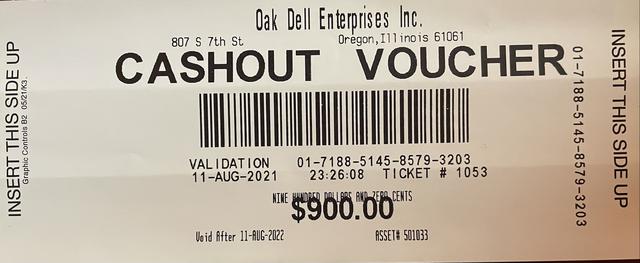 Oak Dell Enterprises Inc.
807 S 7th St Oregon, Illinois 61061
CASHOUT VOUCHER
VALIDATION 01-7188-5145-8579-3203
11-AUG-2021 23:26:08 TICKET # 1053
NINE HUNDRED DOLLARS AND ZERO CENTS
$900.00
Void After 11-AUG-2022 ASSET# 501033
INSERT THIS SIDE UP
Graphic Controls B2 05/21/K3.
01-7188-5145-8579-3203
INSERT THIS SIDE UP